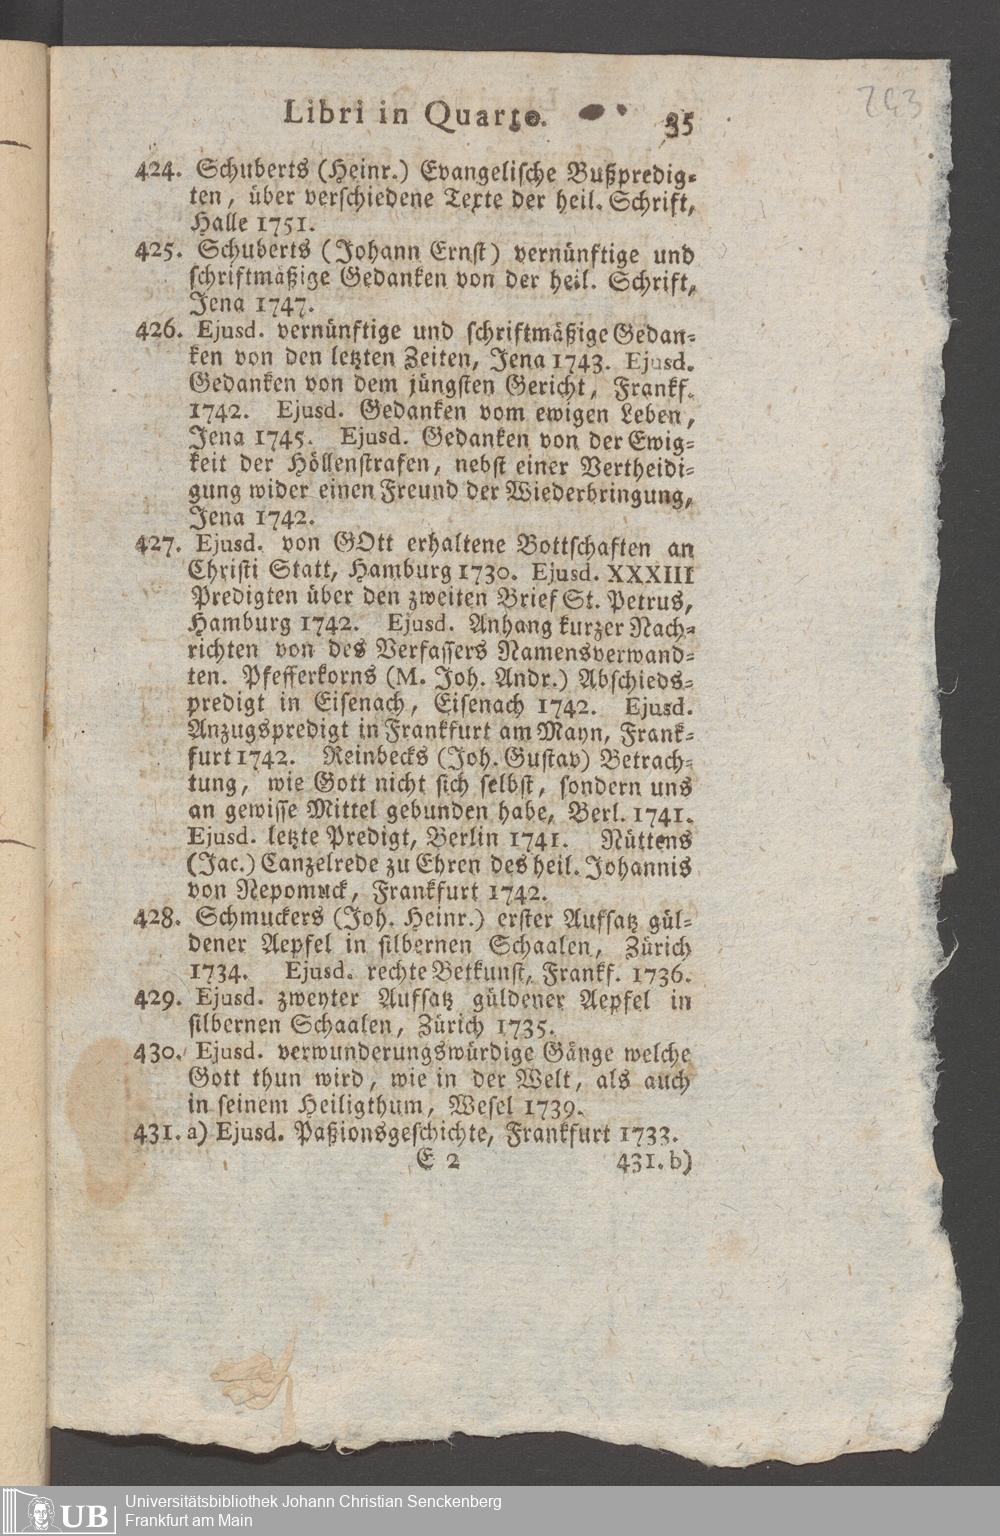 Libri in Quarto. 35
243
424. Schuberts (Heinr.) Evangelische Bußpredig-
ten, über verschiedene Texte der heil. Schrift,
Halle 1751.
425. Schuberts (Johann Ernst) vernünftige und
schriftmäßige Gedanken von der heil. Schrift,
Jena 1747.
426. Ejusd. vernünftige und schriftmäßige Gedan-
ken von den letzten Zeiten, Jena 1743. Ejusd.
Gedanken von dem jüngsten Gericht, Frankf.
1742. Ejusd. Gedanken vom ewigen Leben,
Jena 1745. Ejusd. Gedanken von der Ewig-
keit der Höllenstrafen, nebst einer Vertheidi-
gung wider einen Freund der Wiederbringung,
Jena 1742.
427. Ejusd. von GOtt erhaltene Bottschaften an
Christi Statt, Hamburg 1730. Ejusd. XXXIII
Predigten über den zweiten Brief St. Petrus,
Hamburg 1742. Ejusd. Anhang kurzer Nach-
richten von des Verfassers Namensverwand-
ten. Pfefferkorns (M. Joh. Andr.) Abschieds-
predigt in Eisenach, Eisenach 1742. Ejusd.
Anzugspredigt in Frankfurt am Mayn, Frank-
furt 1742. Reinbecks (Joh. Gustav) Betrach-
tung, wie Gott nicht sich selbst, sondern uns
an gewisse Mittel gebunden habe, Berl. 1741.
Ejusd. letzte Predigt, Berlin 1741. Nüttens
(Jac.) Canzelrede zu Ehren des heil. Johannis
von Nepomuck, Frankfurt 1742.
428. Schmuckers (Joh. Heinr.) erster Aufsatz gül-
dener Aepfel in silbernen Schaalen, Zürich
1734. Ejusd. rechte Betkunst, Frankf. 1736.
429. Ejusd. zweyter Aufsatz güldener Aepfel in
silbernen Schaalen, Zürich 1735.
430. Ejusd. verwunderungswürdige Gänge welche
Gott thun wird, wie in der Welt, als auch
in seinem Heiligthum, Wesel 1739.
431. a) Ejusd. Paßionsgeschichte, Frankfurt 1733.
E 2 431. b)
UB Universitätsbibliothek Johann Christian Senckenberg
Frankfurt am Main